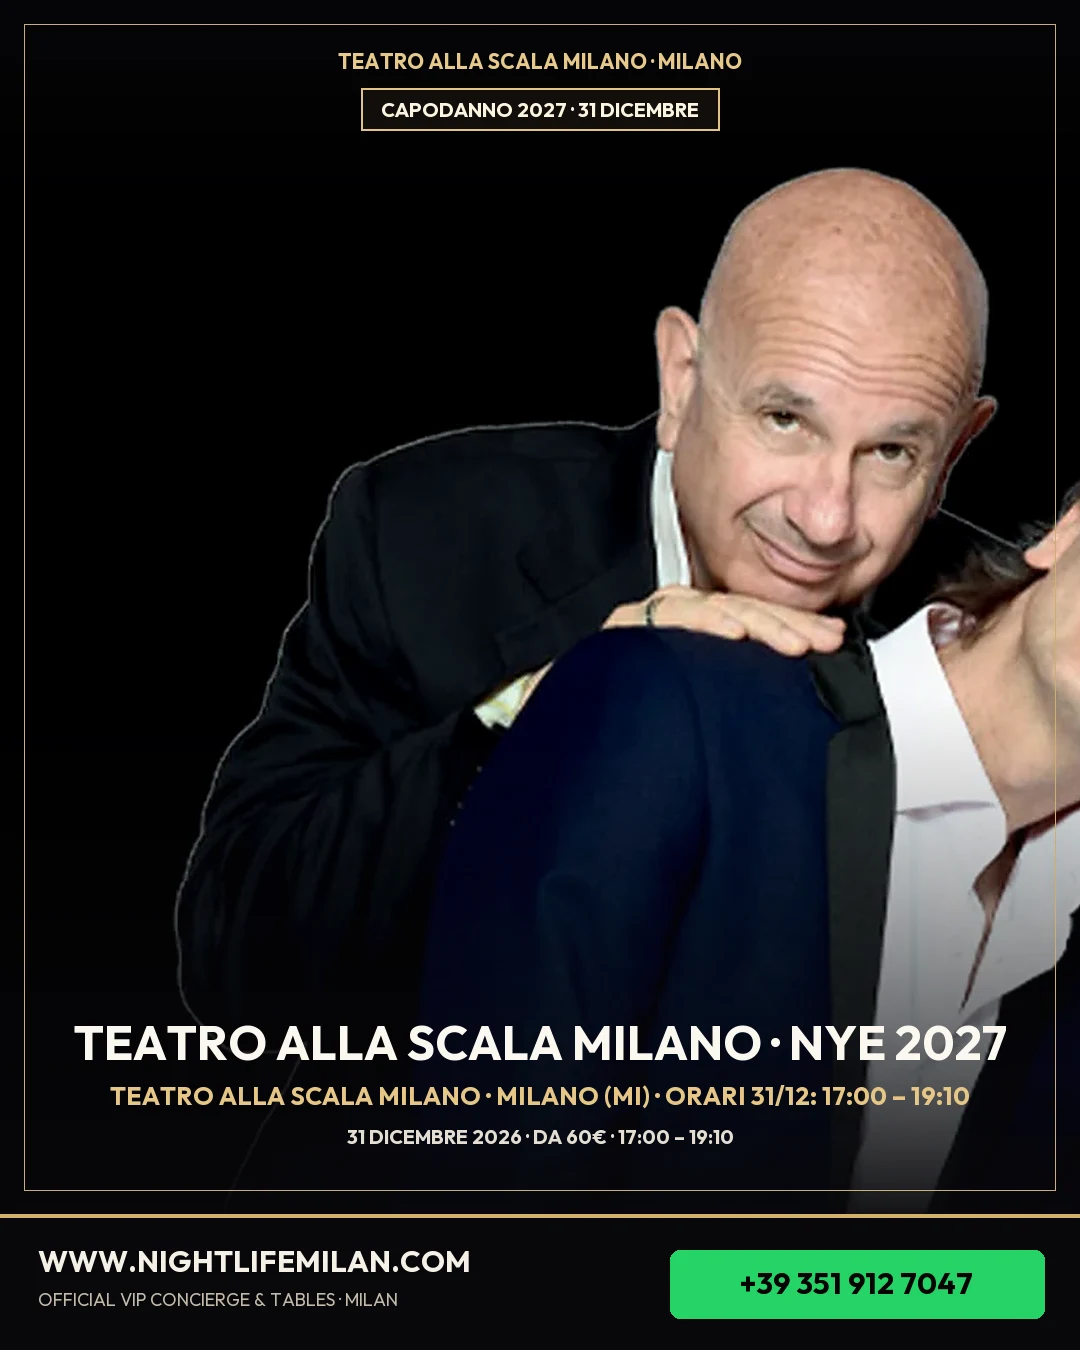 TEATRO ALLA SCALA MILANO · MILANO
CAPODANNO 2027 · 31 DICEMBRE
TEATRO ALLA SCALA MILANO · NYE 2027
TEATRO ALLA SCALA MILANO · MILANO (MI) · ORARI 31/12: 17:00 – 19:10
31 DICEMBRE 2026 · DA 60€ · 17:00 – 19:10
WWW.NIGHTLIFEMILAN.COM
OFFICIAL VIP CONCIERGE & TABLES · MILAN
+39 351 912 7047